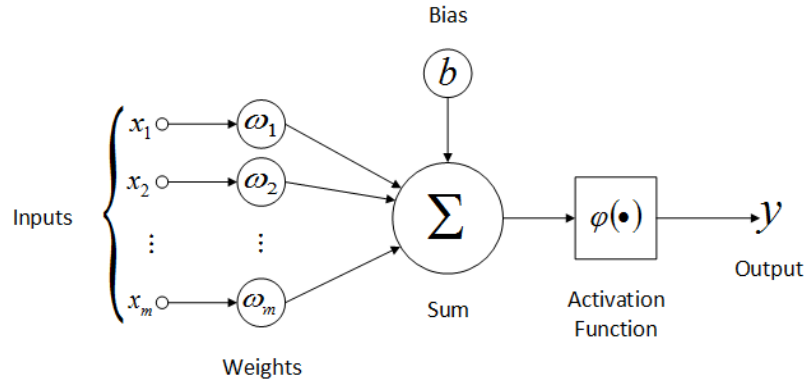 Bias
b
x₁
ω₁
x₂
ω₂
Inputs
Σ
φ(•)
y
⋮
⋮
Output
xₘ
ωₘ
Sum
Activation
Function
Weights